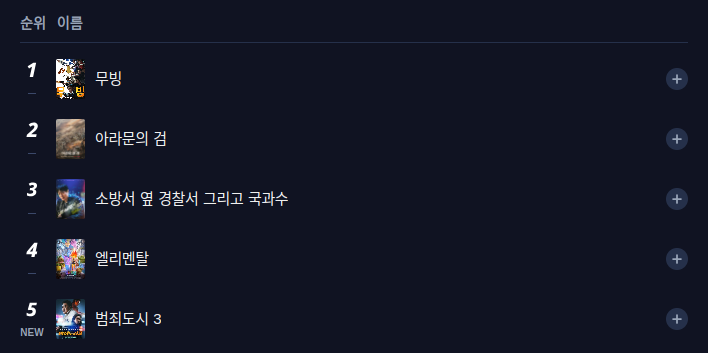 순위 이름
1 무빙
2 아라문의 검
3 소방서 옆 경찰서 그리고 국과수
4 엘리멘탈
5 범죄도시 3
NEW